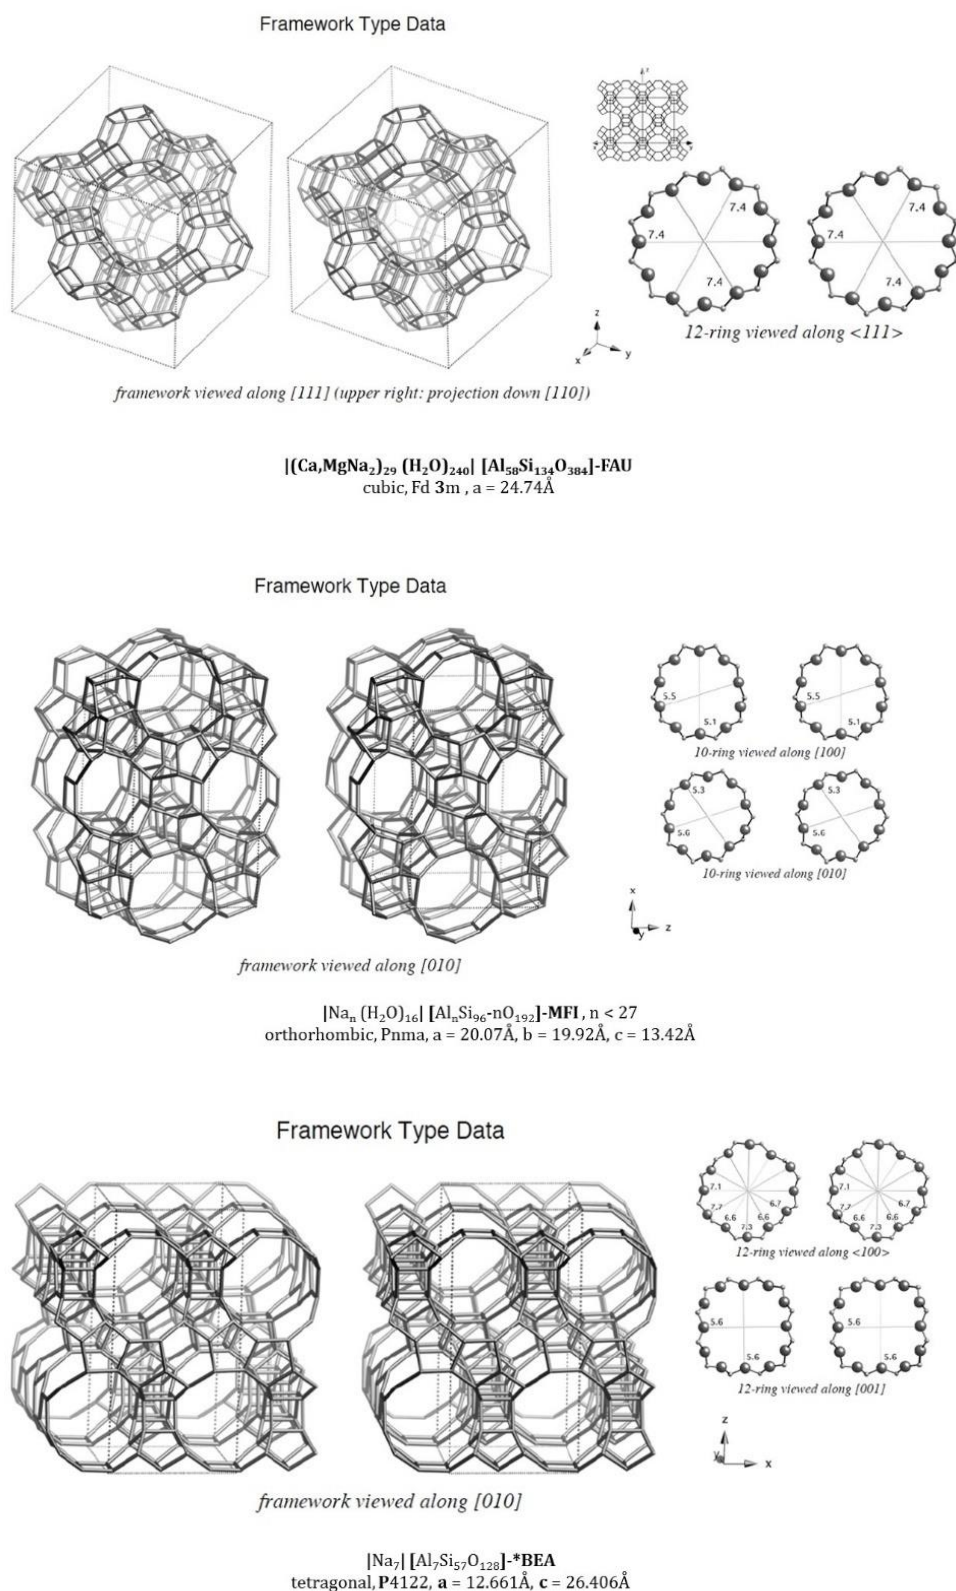 Framework Type Data
z
7.4 7.4
7.4 7.4
7.4 7.4
12-ring viewed along <111>
z
x y
framework viewed along [111] (upper right: projection down [110])
|(Ca,MgNa₂)₂₉ (H₂O)₂₄₀| [Al₅₈Si₁₃₄O₃₈₄]-FAU
cubic, Fd 3m , a = 24.74Å
Framework Type Data
5.5 5.5
5.1 5.1
10-ring viewed along [100]
5.3 5.3
5.6 5.6
10-ring viewed along [010]
x
z
y
framework viewed along [010]
|Naₙ (H₂O)₁₆| [AlₙSi₉₆-nO₁₉₂]-MFI , n < 27
orthorhombic, Pnma, a = 20.07Å, b = 19.92Å, c = 13.42Å
Framework Type Data
7.1 7.1
7.7 6.7 7.7 6.7
6.6 6.6 6.6 6.6
7.3 7.3
12-ring viewed along <100>
5.6 5.6
5.6 5.6
12-ring viewed along [001]
z
y x
framework viewed along [010]
|Na₇| [Al₇Si₅₇O₁₂₈]-*BEA
tetragonal, P4122, a = 12.661Å, c = 26.406Å